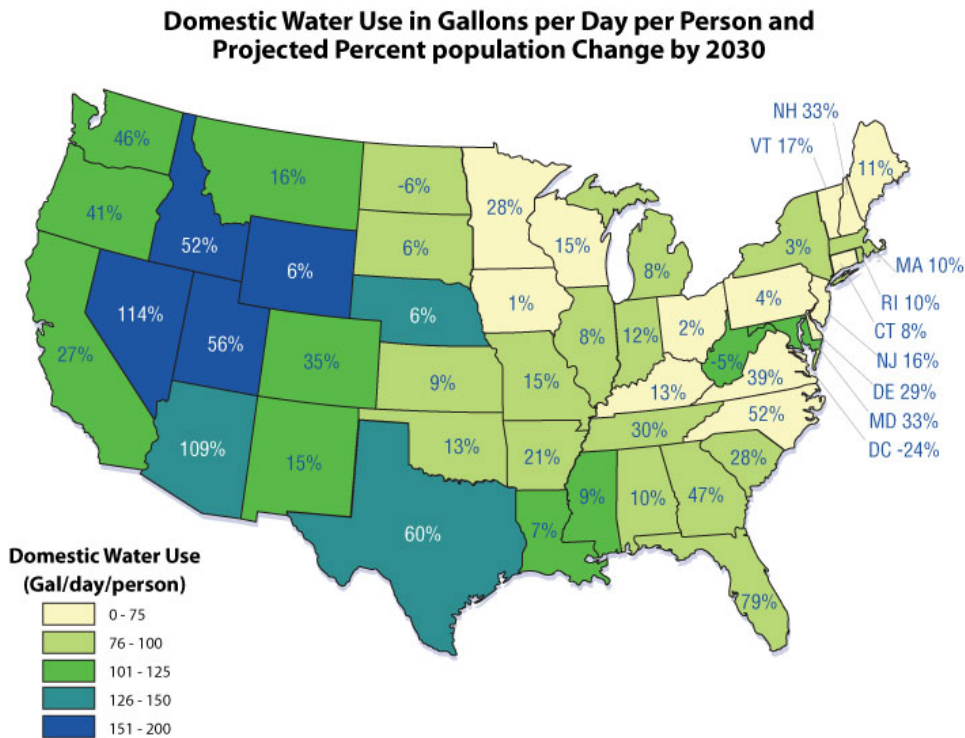 Domestic Water Use in Gallons per Day per Person and
Projected Percent population Change by 2030
NH 33%
VT 17%
46%
16%
-6%
28%
11%
41%
52%
6%
6%
15%
8%
3%
MA 10%
RI 10%
CT 8%
NJ 16%
DE 29%
MD 33%
DC -24%
114%
56%
6%
1%
8%
12%
2%
4%
27%
35%
9%
15%
-5%
39%
13%
52%
109%
15%
13%
21%
30%
28%
60%
7%
9%
10%
47%
79%
Domestic Water Use
(Gal/day/person)
0 - 75
76 - 100
101 - 125
126 - 150
151 - 200